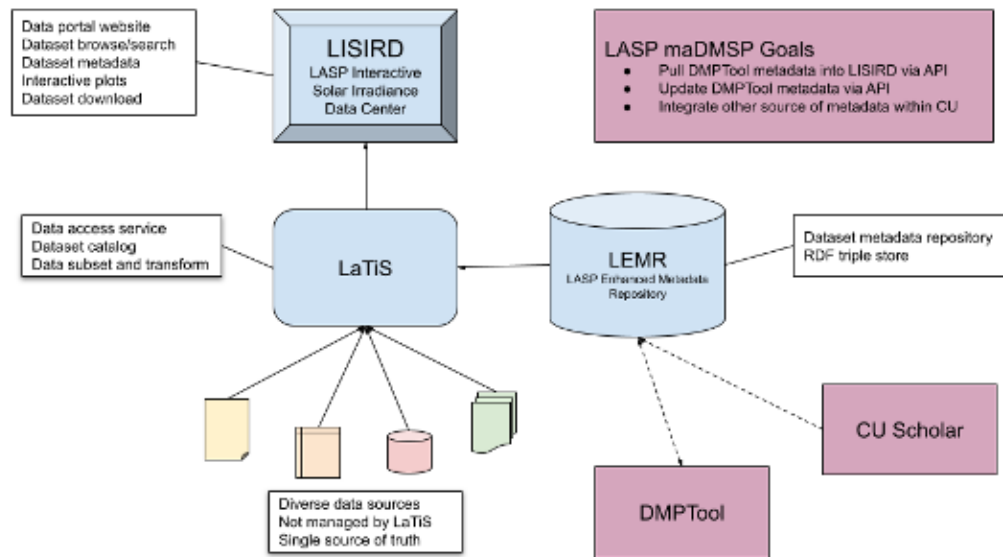 Data portal website
Dataset browse/search
Dataset metadata
Interactive plots
Dataset download
LISIRD
LASP Interactive
Solar Irradiance
Data Center
LASP maDMSP Goals
● Pull DMPTool metadata into LISIRD via API
● Update DMPTool metadata via API
● Integrate other source of metadata within CU
Data access service
Dataset catalog
Data subset and transform
LaTiS
LEMR
LASP Enhanced Metadata
Repository
Dataset metadata repository
RDF triple store
CU Scholar
DMPTool
Diverse data sources
Not managed by LaTiS
Single source of truth